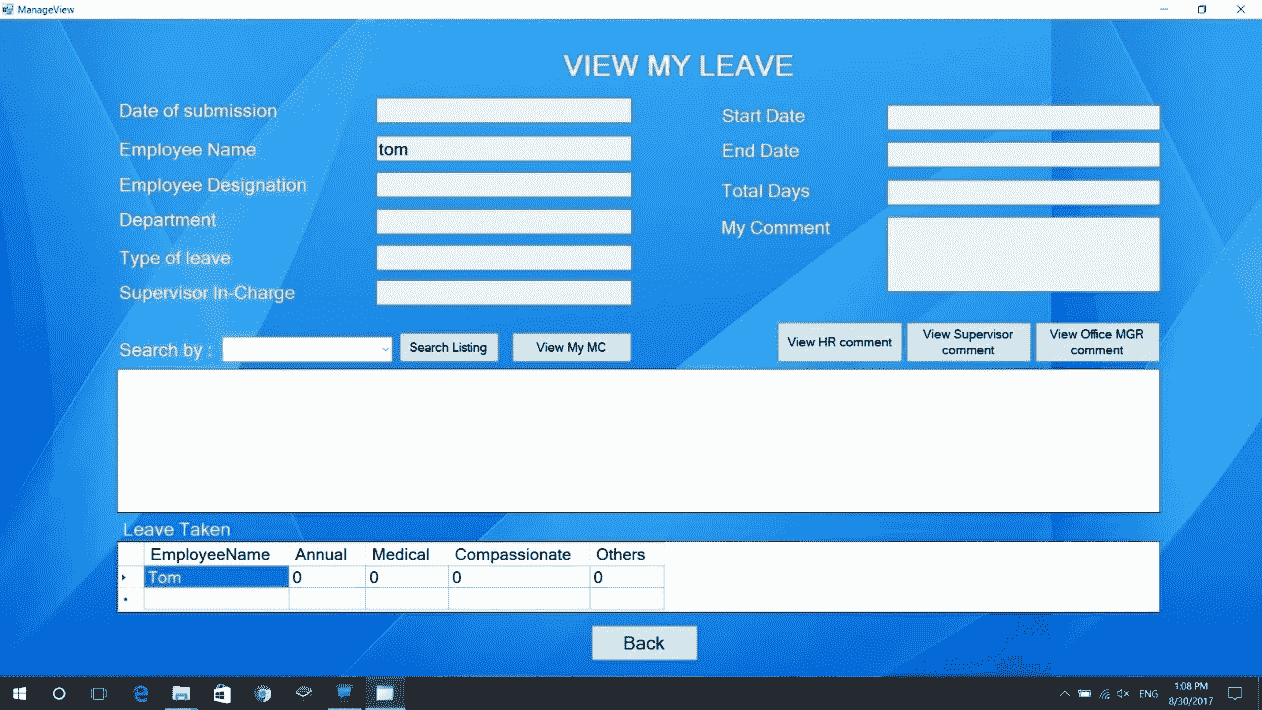 ManageView
VIEW MY LEAVE
Date of submission
Employee Name tom
Employee Designation
Department
Type of leave
Supervisor In-Charge
Start Date
End Date
Total Days
My Comment
Search by :
Search Listing
View My MC
View HR comment
View Supervisor
comment
View Office MGR
comment
Leave Taken
EmployeeName Annual Medical Compassionate Others
Tom 0 0 0 0
Back
ENG
1:08 PM
8/30/2017